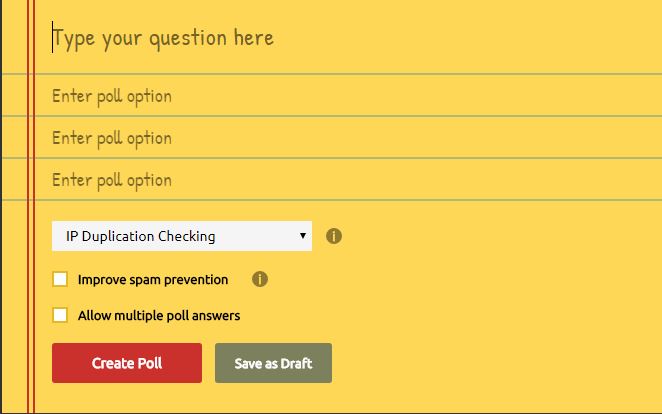 Type your question here
Enter poll option
Enter poll option
Enter poll option
IP Duplication Checking
Improve spam prevention
Allow multiple poll answers
Create Poll Save as Draft